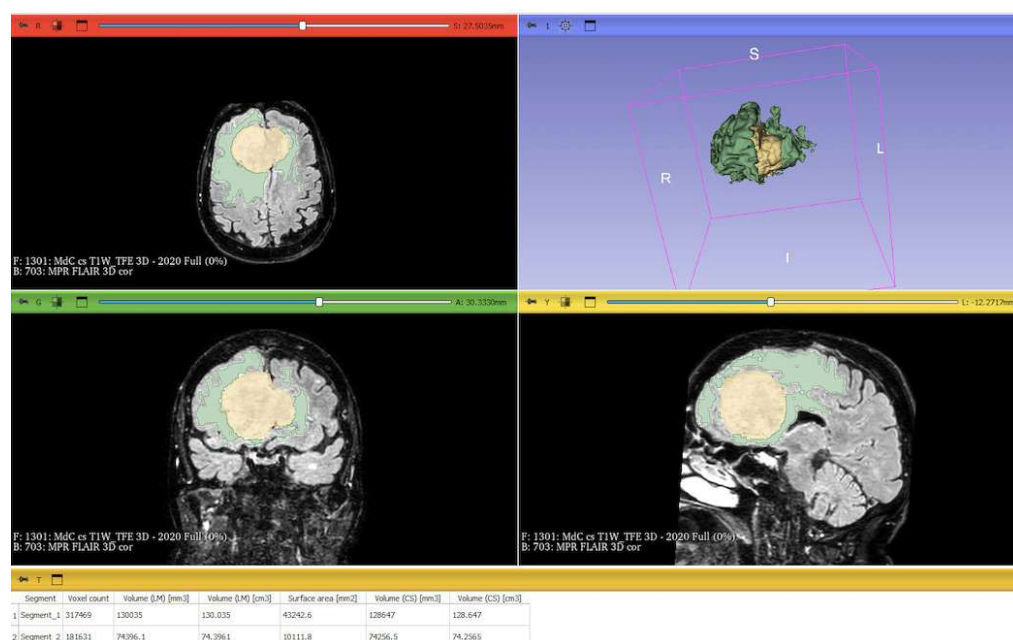 R S: 27.5035mm
1
S
R
L
I
F: 1301: MdC cs T1W_TFE 3D - 2020 Full (0%)
B: 703: MPR FLAIR 3D cor
G A: 30.3330mm
Y L: -12.2717mm
F: 1301: MdC cs T1W_TFE 3D - 2020 Full (0%)
B: 703: MPR FLAIR 3D cor
F: 1301: MdC cs T1W_TFE 3D - 2020 Full (0%)
B: 703: MPR FLAIR 3D cor
T
Segment Voxel count Volume (LM) [mm3] Volume (LM) [cm3] Surface area [mm2] Volume (CS) [mm3] Volume (CS) [cm3]
1 Segment_1 317469 130035 130.035 43242.6 128647 128.647
2 Segment_2 181631 74396.1 74.3961 10111.8 74256.5 74.2565